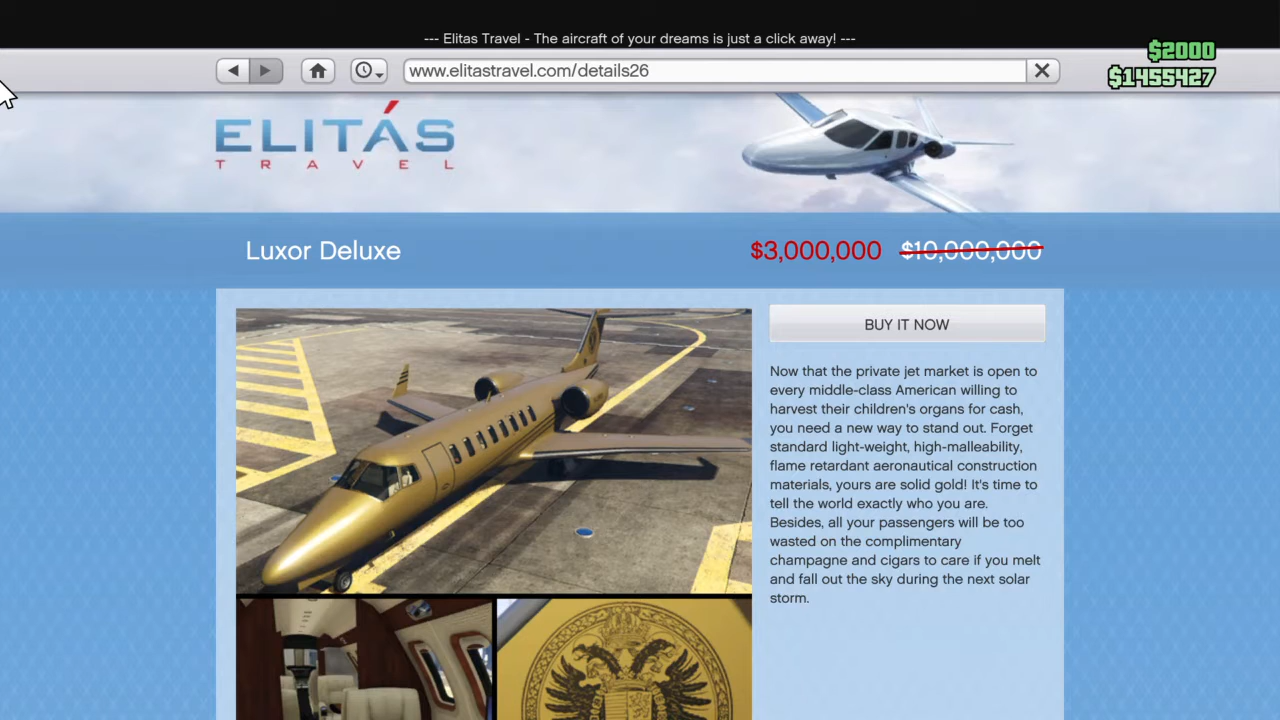 --- Elitas Travel - The aircraft of your dreams is just a click away! ---
$2000
www.elitastravel.com/details26
$1455427
ELITÁS
TRAVEL
Luxor Deluxe
$3,000,000 $10,000,000
BUY IT NOW
Now that the private jet market is open to
every middle-class American willing to
harvest their children's organs for cash,
you need a new way to stand out. Forget
standard light-weight, high-malleability,
flame retardant aeronautical construction
materials, yours are solid gold! It's time to
tell the world exactly who you are.
Besides, all your passengers will be too
wasted on the complimentary
champagne and cigars to care if you melt
and fall out the sky during the next solar
storm.